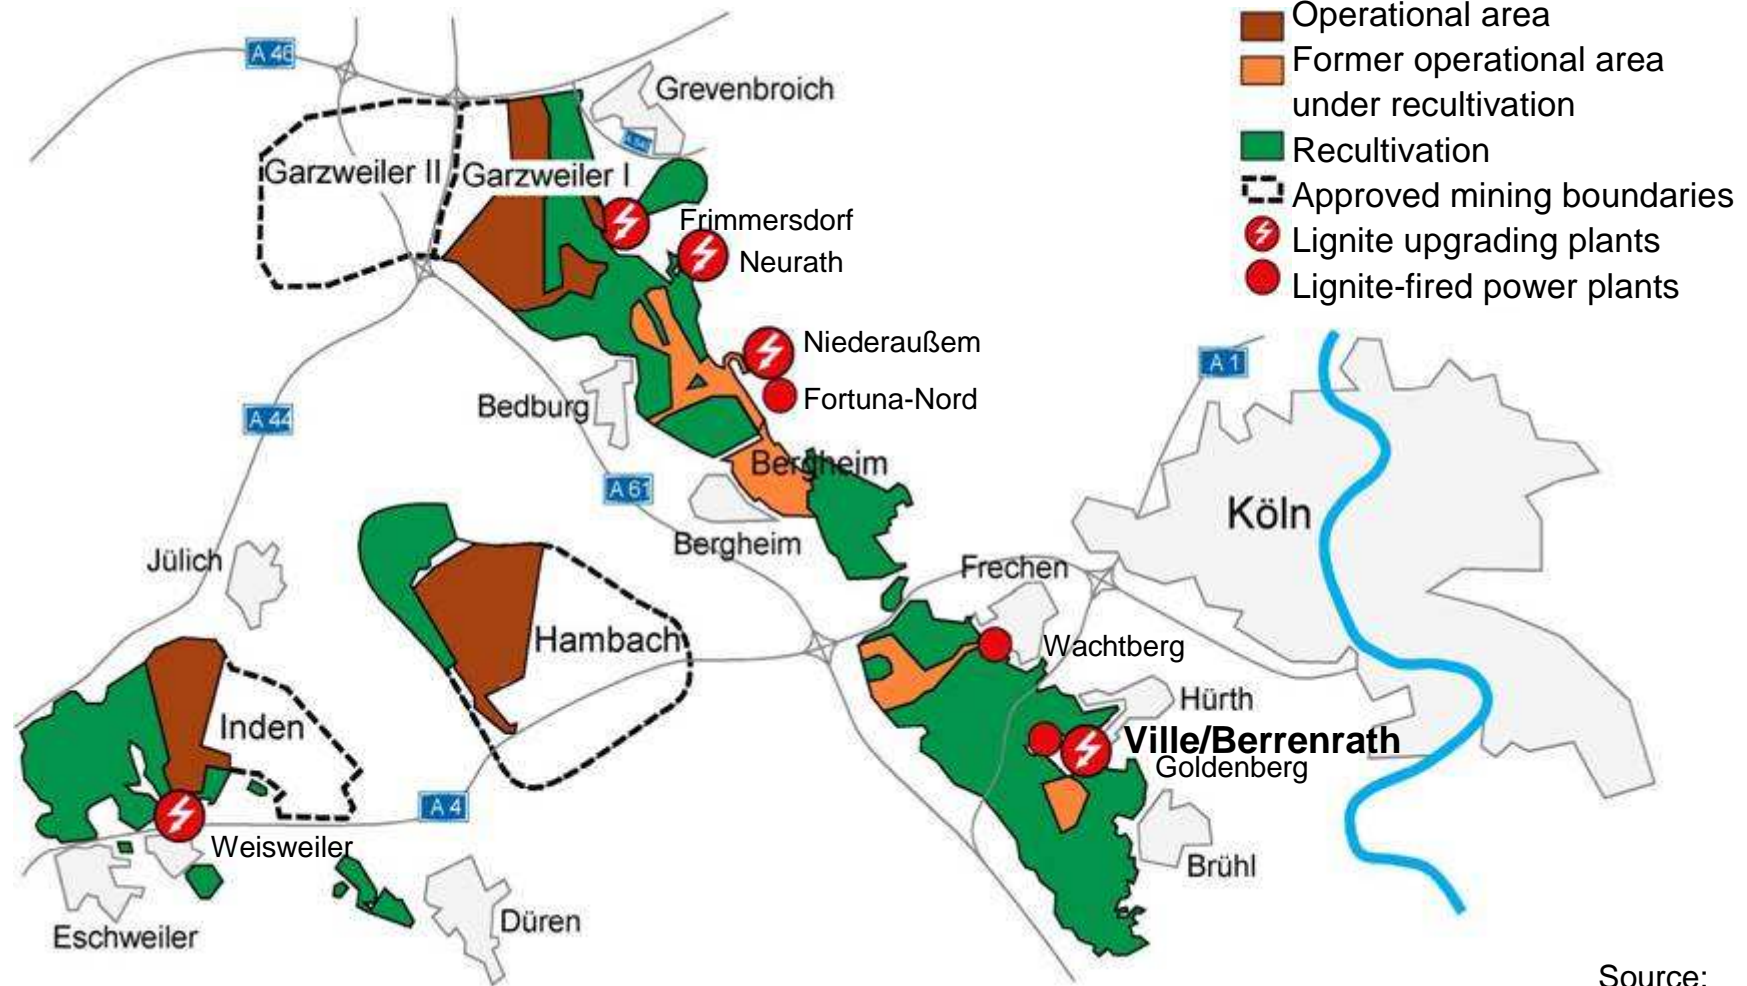 Operational area
Former operational area
under recultivation
Recultivation
Approved mining boundaries
Lignite upgrading plants
Lignite-fired power plants
A 46
Grevenbroich
Garzweiler II
Garzweiler I
Frimmersdorf
Neurath
Niederaußem
Fortuna-Nord
A 1
Bedburg
A 44
Bergheim
A 61
Köln
Bergheim
Jülich
Frechen
Hambach
Wachtberg
Hürth
Inden
Ville/Berrenrath
Goldenberg
A 4
Weisweiler
Brühl
Düren
Eschweiler
Source: